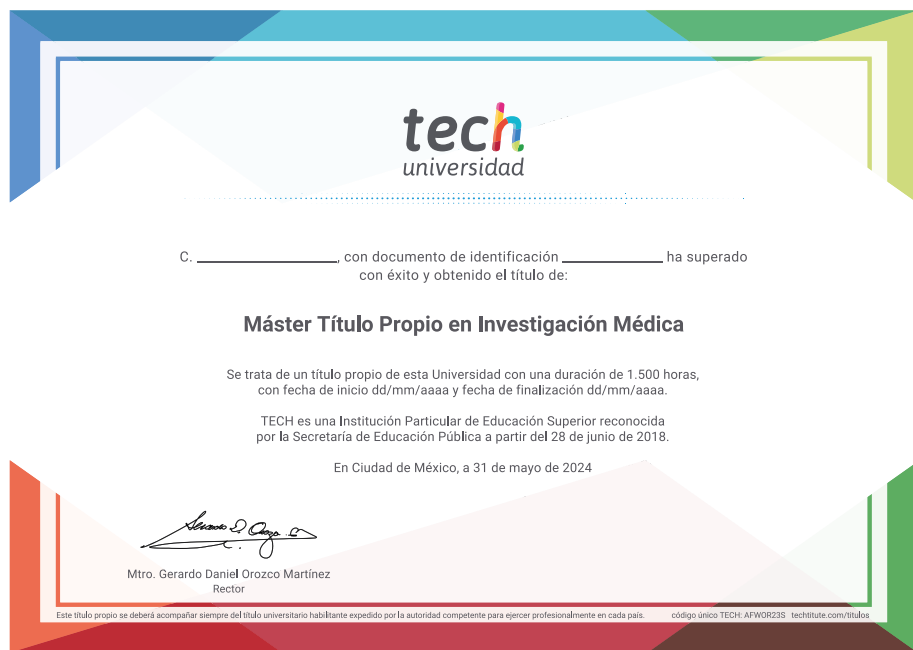 tech
universidad
C. ____________________, con documento de identificación ______________ ha superado
con éxito y obtenido el título de:
Máster Título Propio en Investigación Médica
Se trata de un título propio de esta Universidad con una duración de 1.500 horas,
con fecha de inicio dd/mm/aaaa y fecha de finalización dd/mm/aaaa.
TECH es una Institución Particular de Educación Superior reconocida
por la Secretaría de Educación Pública a partir del 28 de junio de 2018.
En Ciudad de México, a 31 de mayo de 2024
Mtro. Gerardo Daniel Orozco Martínez
Rector
Este título propio se deberá acompañar siempre del título universitario habilitante expedido por la autoridad competente para ejercer profesionalmente en cada país. código único TECH: AFWOR23S techtitute.com/titulos